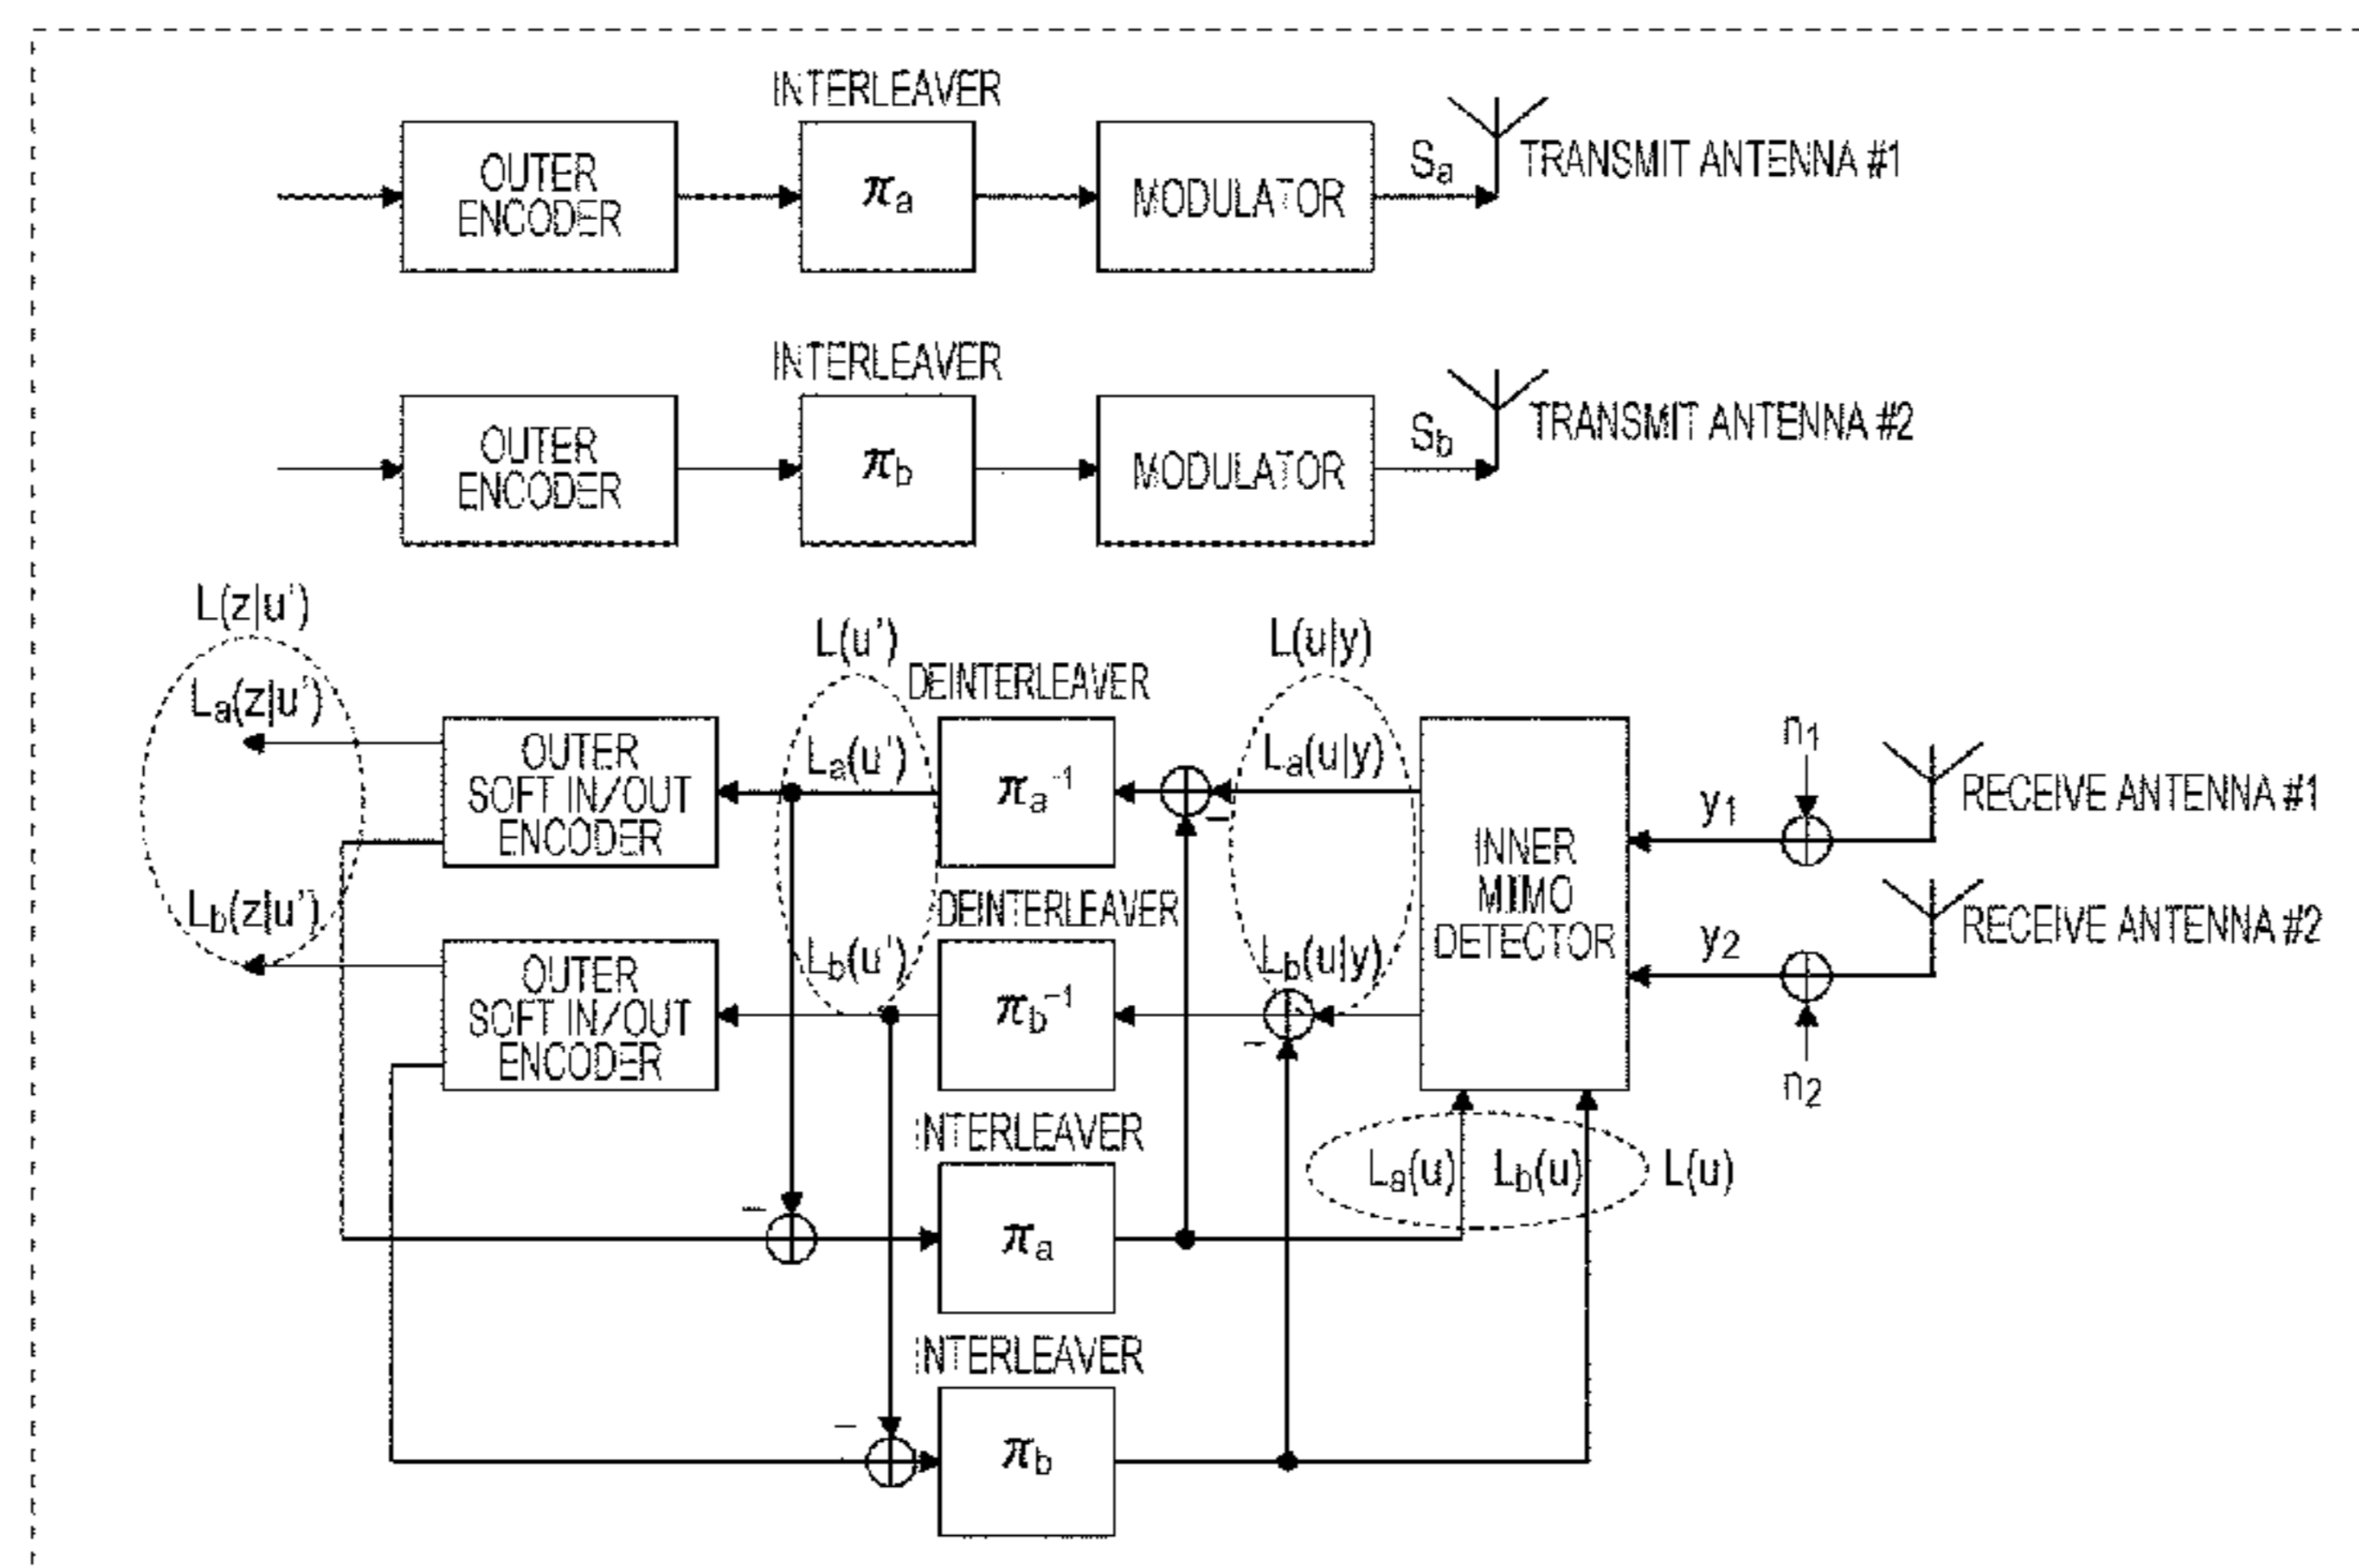 INTERLEAVER
OUTER
ENCODER
πa
MODULATOR
Sa
TRANSMIT ANTENNA #1
INTERLEAVER
OUTER
ENCODER
πb
MODULATOR
Sb
TRANSMIT ANTENNA #2
L(z|u')
La(z|u')
Lb(z|u')
OUTER
SOFT IN/OUT
ENCODER
OUTER
SOFT IN/OUT
ENCODER
L(u')
La(u')
Lb(u')
DEINTERLEAVER
πa⁻¹
DEINTERLEAVER
πb⁻¹
L(u|y)
La(u|y)
Lb(u|y)
−
−
INNER
MIMO
DETECTOR
y1
n1
RECEIVE ANTENNA #1
y2
n2
RECEIVE ANTENNA #2
INTERLEAVER
−
πa
La(u) Lb(u) L(u)
INTERLEAVER
−
πb